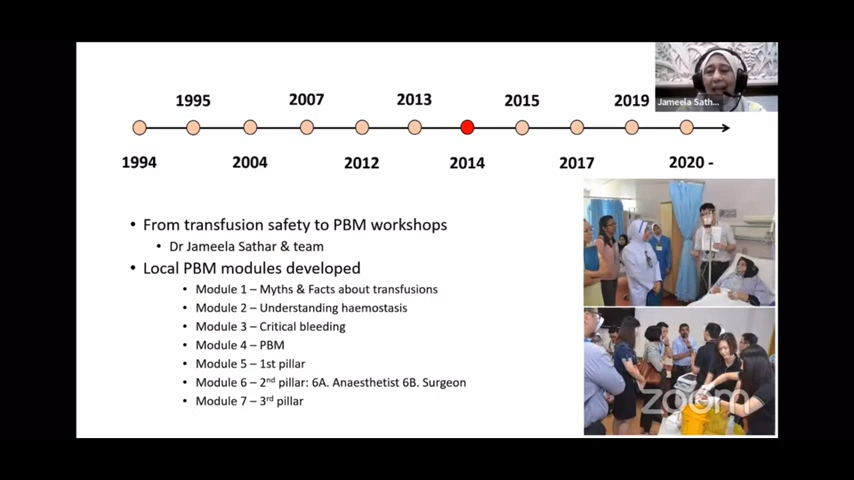 1995
2007
2013
2015
2019
Jameela Sath...
1994
2004
2012
2014
2017
2020 -
• From transfusion safety to PBM workshops
• Dr Jameela Sathar & team
• Local PBM modules developed
• Module 1 – Myths & Facts about transfusions
• Module 2 – Understanding haemostasis
• Module 3 – Critical bleeding
• Module 4 – PBM
• Module 5 – 1st pillar
• Module 6 – 2nd pillar: 6A. Anaesthetist 6B. Surgeon
• Module 7 – 3rd pillar
zoom